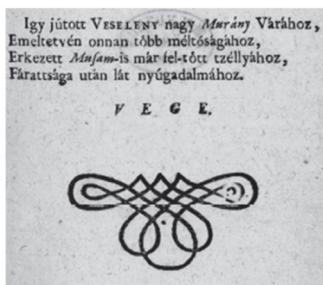 Igy jútott VESELENY nagy Murány Várához,
Emeltetvén onnan több méltóságához,
Erkezett Musam-is már fel-tött tzéllyához,
Fárattsága után lát nyúgadalmához.
VEGE.